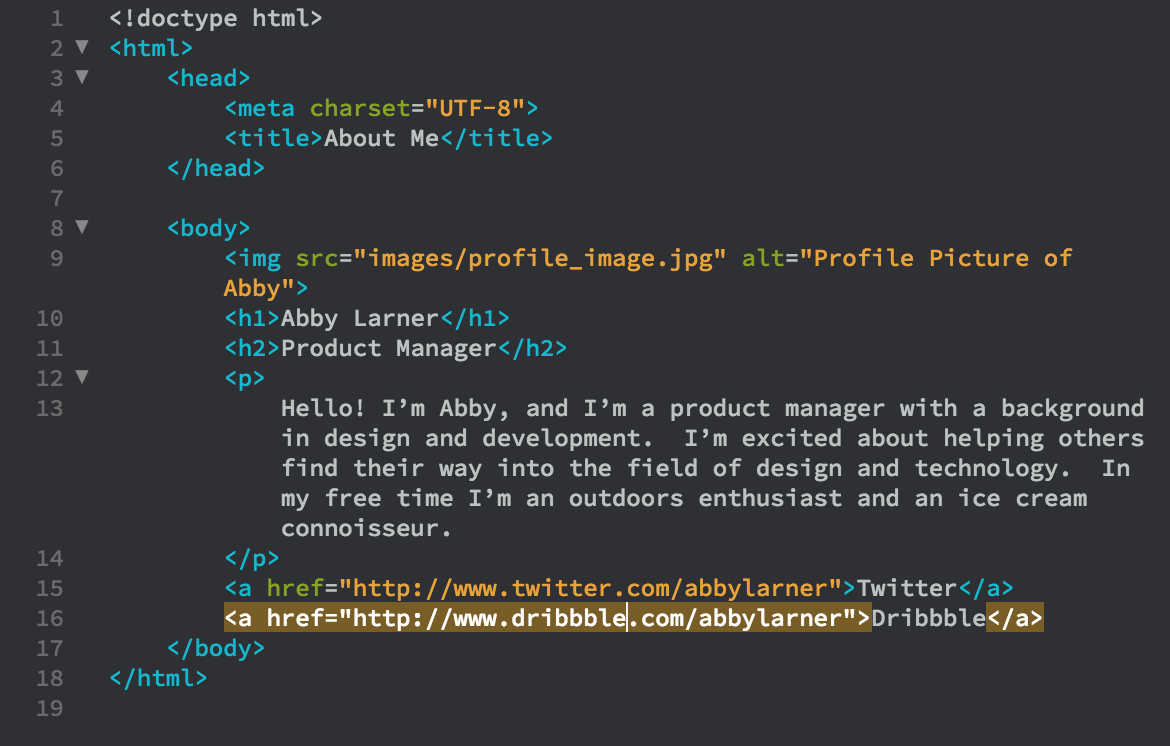 1 <!doctype html>
2 ▼ <html>
3 ▼ <head>
4 <meta charset="UTF-8">
5 <title>About Me</title>
6 </head>
7
8 ▼ <body>
9 <img src="images/profile_image.jpg" alt="Profile Picture of
Abby">
10 <h1>Abby Larner</h1>
11 <h2>Product Manager</h2>
12 ▼ <p>
13 Hello! I’m Abby, and I’m a product manager with a background
in design and development.  I’m excited about helping others
find their way into the field of design and technology.  In
my free time I’m an outdoors enthusiast and an ice cream
connoisseur.
14 </p>
15 <a href="http://www.twitter.com/abbylarner">Twitter</a>
16 <a href="http://www.dribbble.com/abbylarner">Dribbble</a>
17 </body>
18 </html>
19